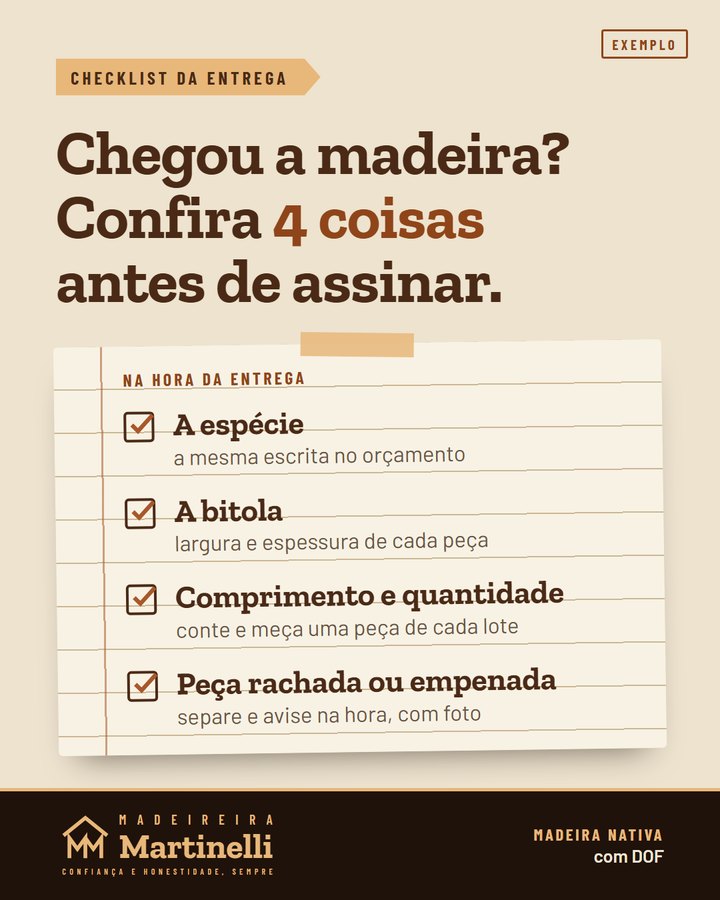 EXEMPLO
CHECKLIST DA ENTREGA
Chegou a madeira?
Confira 4 coisas
antes de assinar.
NA HORA DA ENTREGA
A espécie
a mesma escrita no orçamento
A bitola
largura e espessura de cada peça
Comprimento e quantidade
conte e meça uma peça de cada lote
Peça rachada ou empenada
separe e avise na hora, com foto
MADEIREIRA
Martinelli
CONFIANÇA E HONESTIDADE, SEMPRE
MADEIRA NATIVA
com DOF